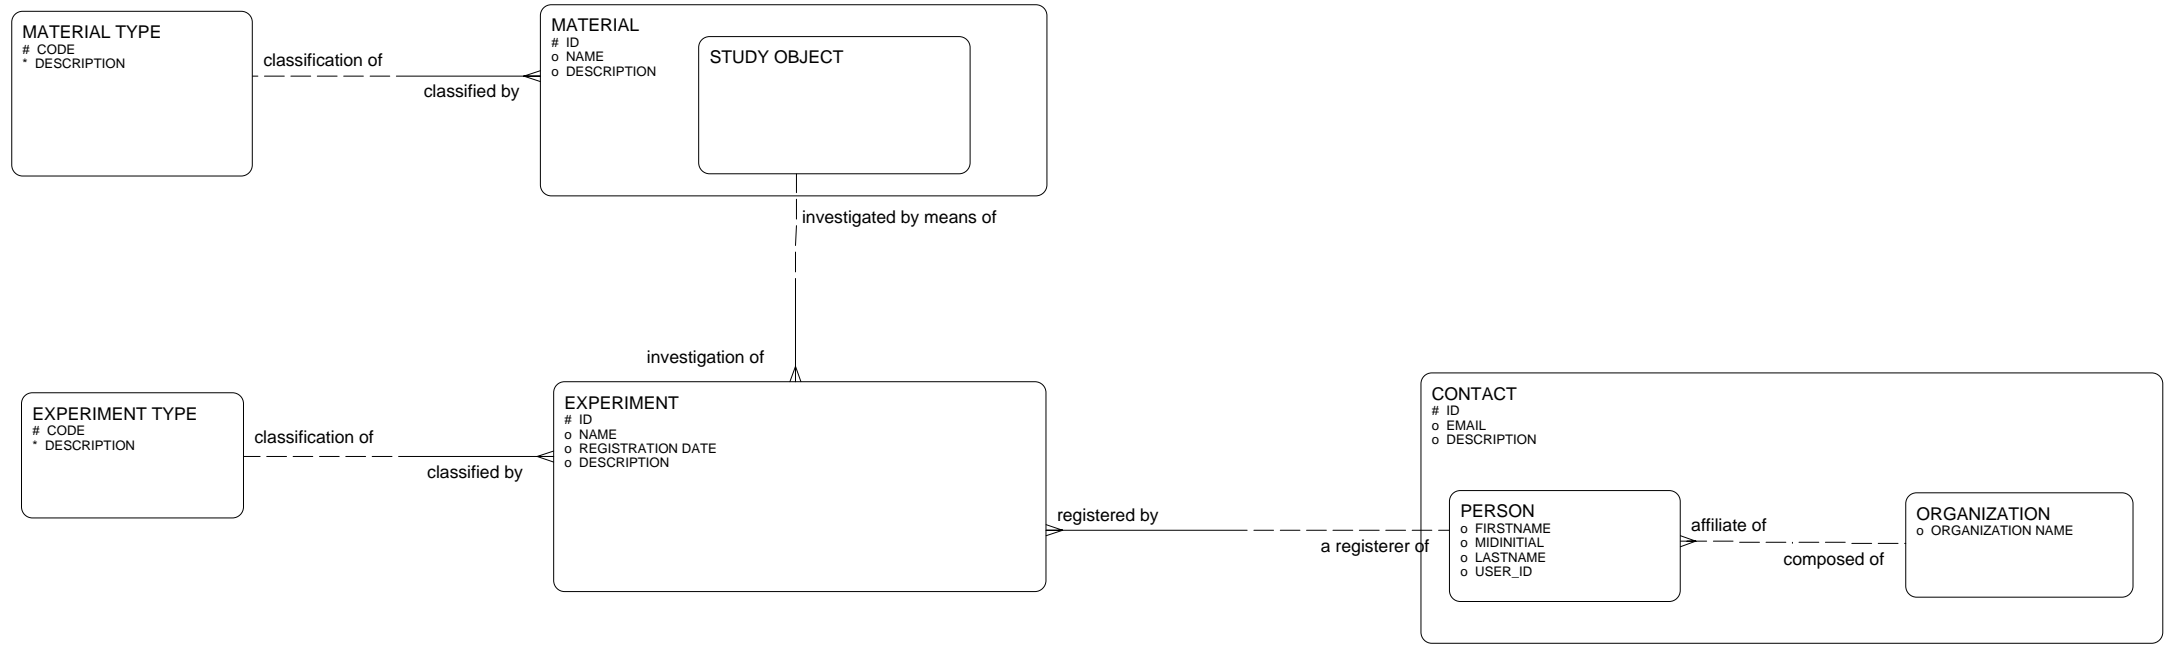 MATERIAL TYPE
# CODE
* DESCRIPTION
classification of
classified by
MATERIAL
# ID
o NAME
o DESCRIPTION
STUDY OBJECT
investigated by means of
investigation of
EXPERIMENT TYPE
# CODE
* DESCRIPTION
classification of
classified by
EXPERIMENT
# ID
o NAME
o REGISTRATION DATE
o DESCRIPTION
registered by
a registerer of
CONTACT
# ID
o EMAIL
o DESCRIPTION
PERSON
o FIRSTNAME
o MIDINITIAL
o LASTNAME
o USER_ID
affiliate of
composed of
ORGANIZATION
o ORGANIZATION NAME